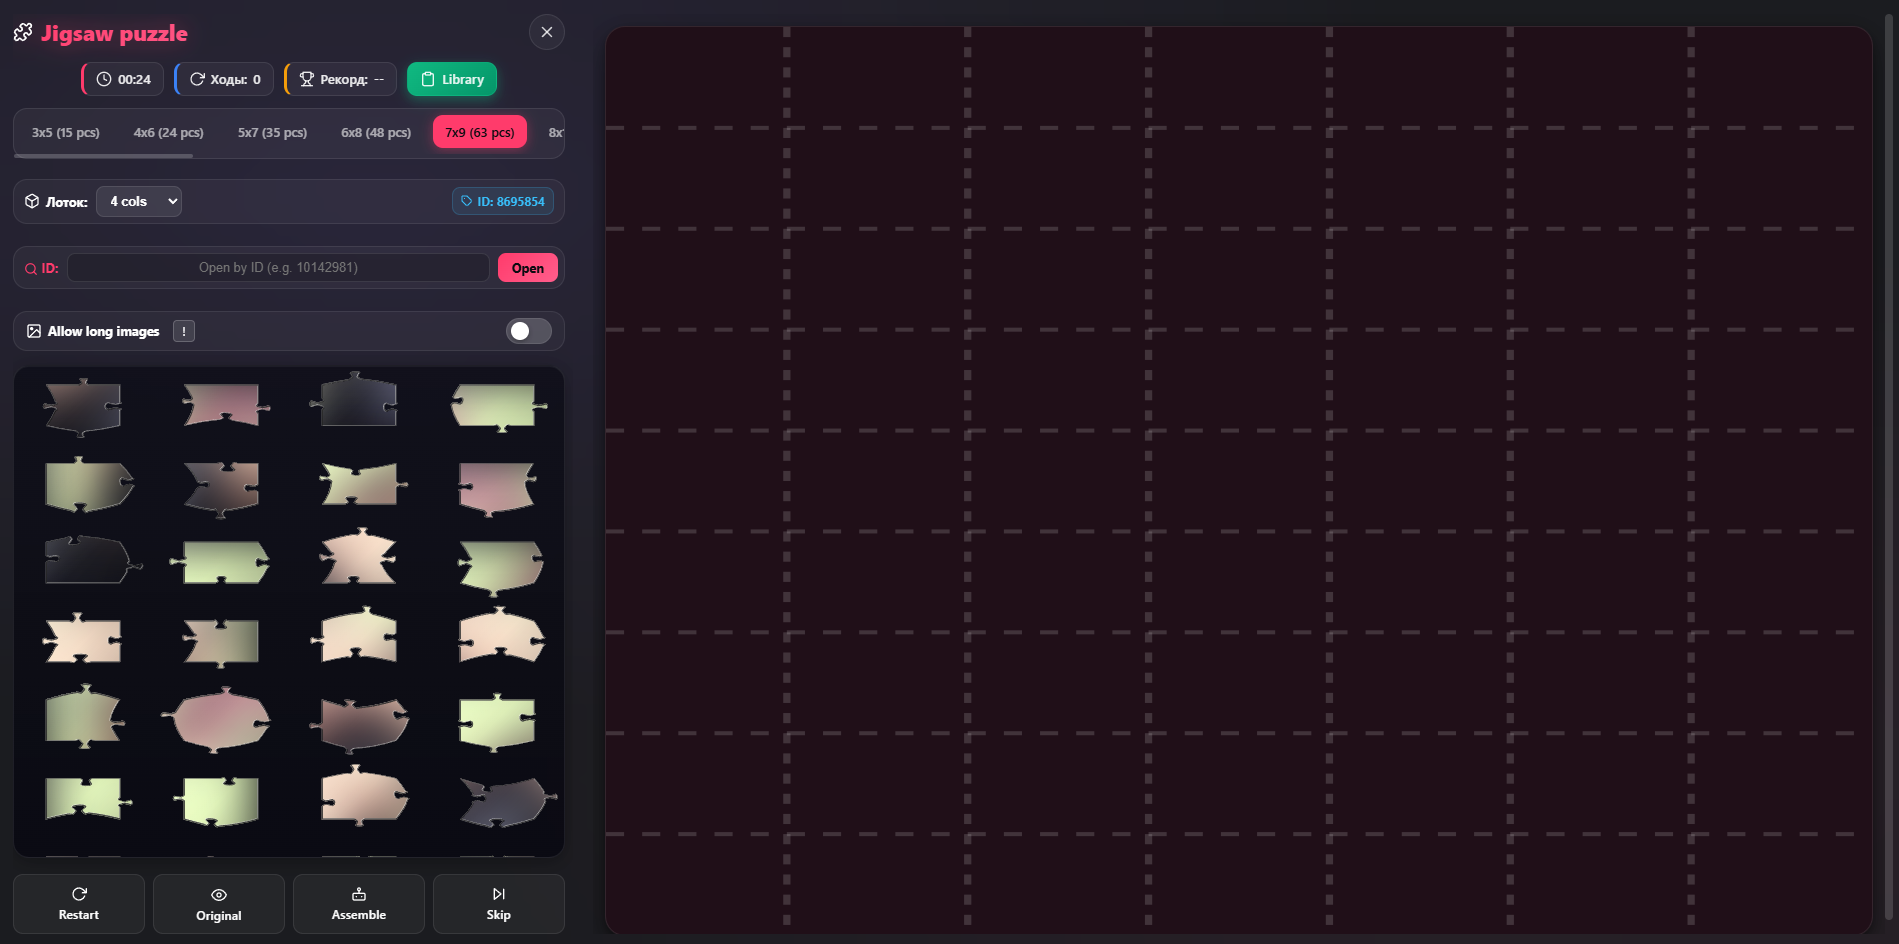 Jigsaw puzzle
00:24
Ходы: 0
Рекорд: --
Library
3x5 (15 pcs)
4x6 (24 pcs)
5x7 (35 pcs)
6x8 (48 pcs)
7x9 (63 pcs)
Лоток:
4 cols
ID: 8695854
ID:
Open by ID (e.g. 10142981)
Open
Allow long images
!
Restart
Original
Assemble
Skip